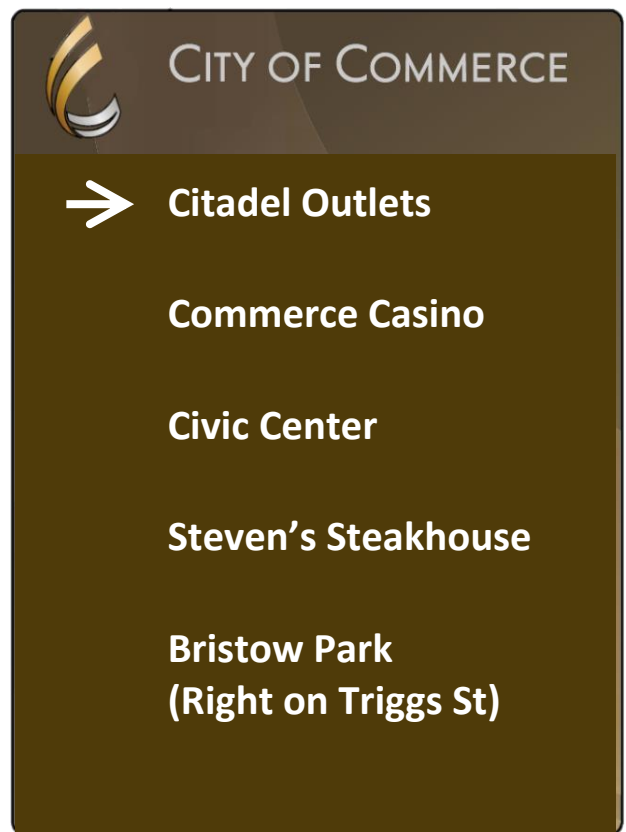 CITY OF COMMERCE
→ Citadel Outlets
Commerce Casino
Civic Center
Steven’s Steakhouse
Bristow Park
(Right on Triggs St)